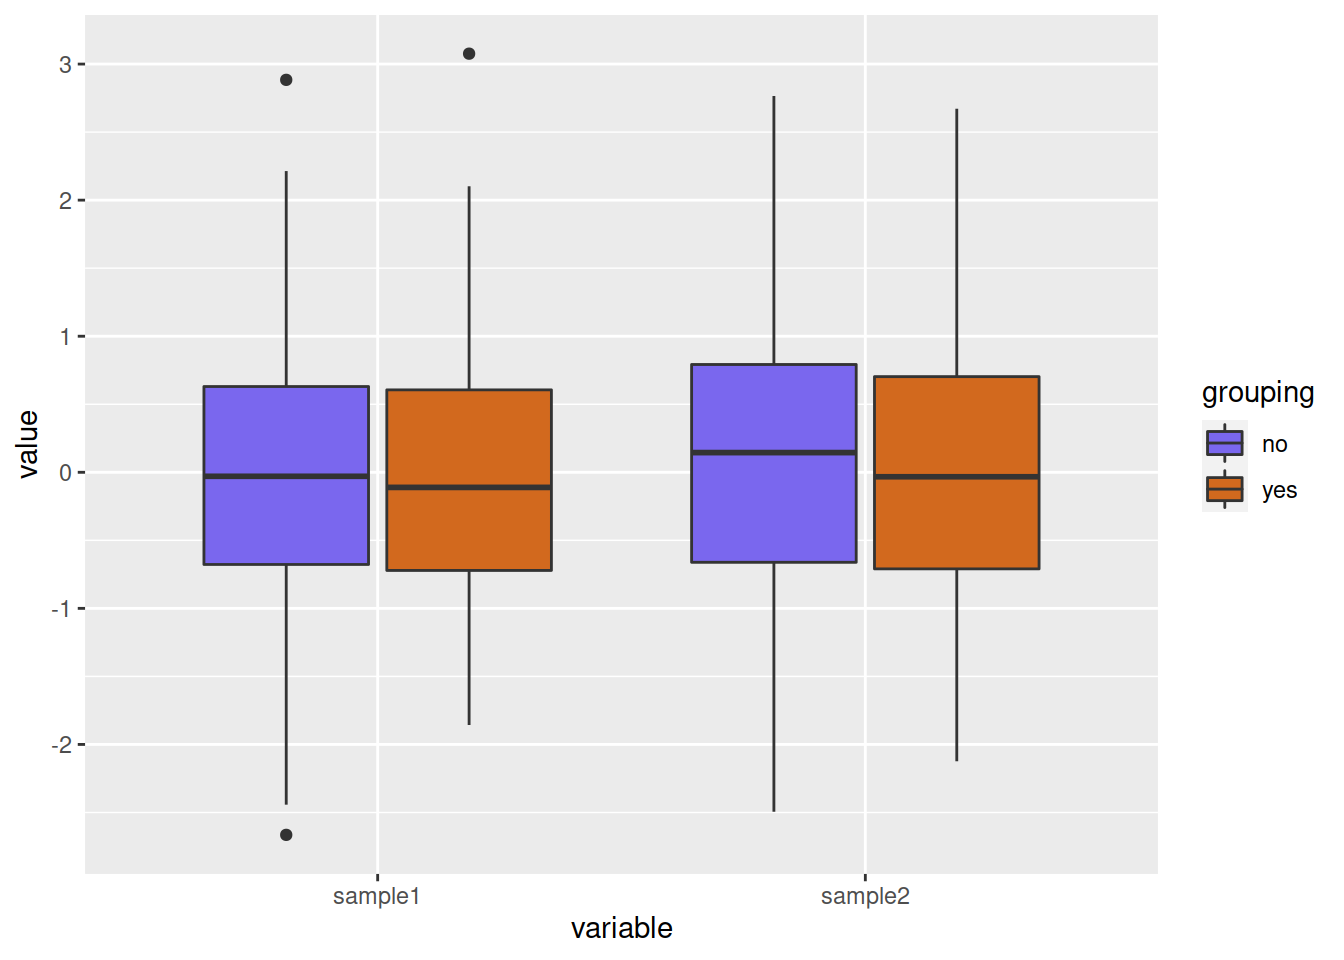 value
3
2
1
0
-1
-2
sample1
sample2
variable
grouping
no
yes